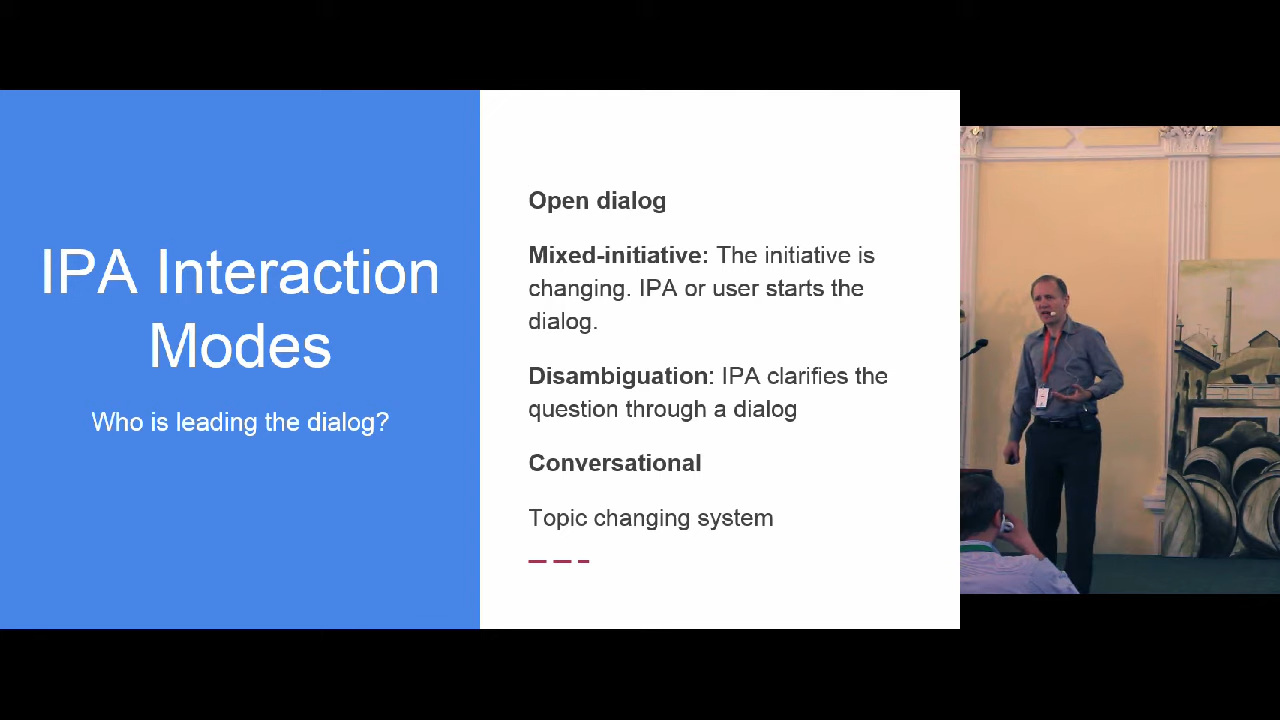 IPA Interaction
Modes
Who is leading the dialog?
Open dialog
Mixed-initiative: The initiative is
changing. IPA or user starts the
dialog.
Disambiguation: IPA clarifies the
question through a dialog
Conversational
Topic changing system